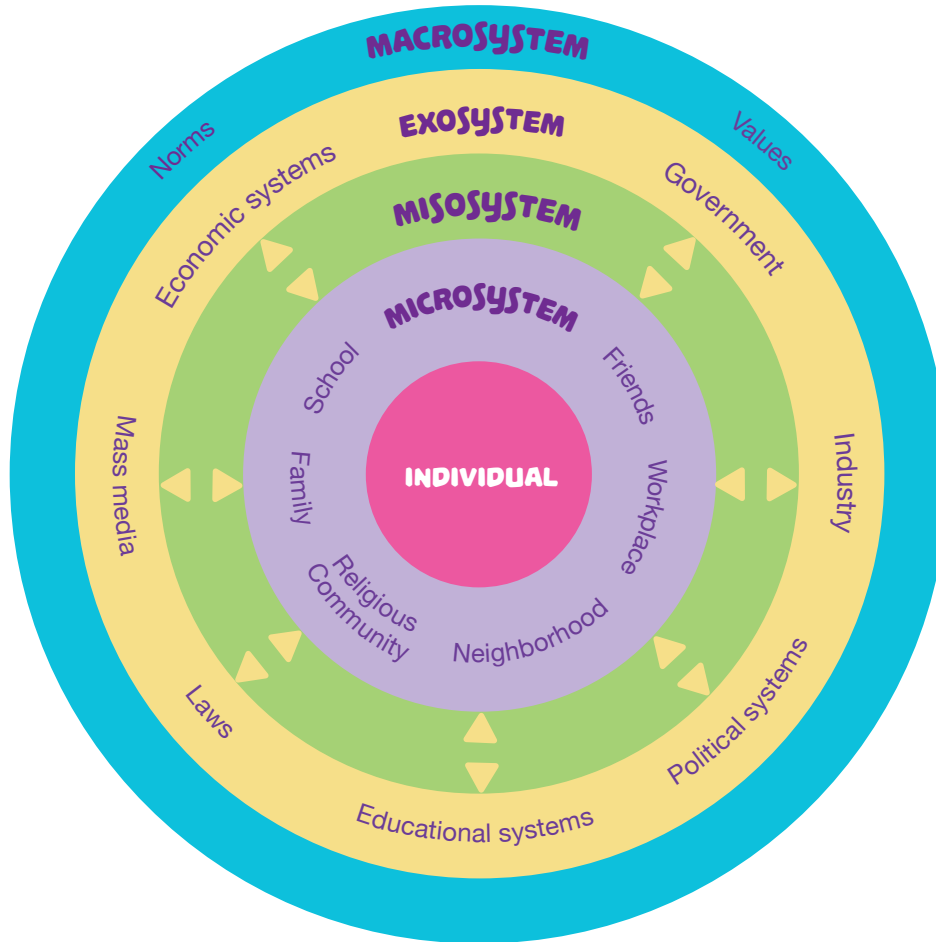 MACROSYSTEM
Norms
Values
EXOSYSTEM
Economic systems
Government
Mass media
Industry
Laws
Political systems
Educational systems
MISOSYSTEM
MICROSYSTEM
School
Friends
Family
Workplace
Religious
Community
Neighborhood
INDIVIDUAL